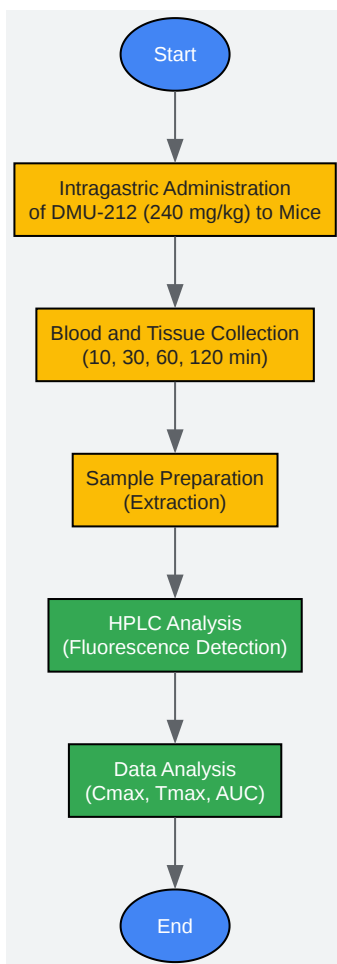 Start
Intragastric Administration
of DMU-212 (240 mg/kg) to Mice
Blood and Tissue Collection
(10, 30, 60, 120 min)
Sample Preparation
(Extraction)
HPLC Analysis
(Fluorescence Detection)
Data Analysis
(Cmax, Tmax, AUC)
End